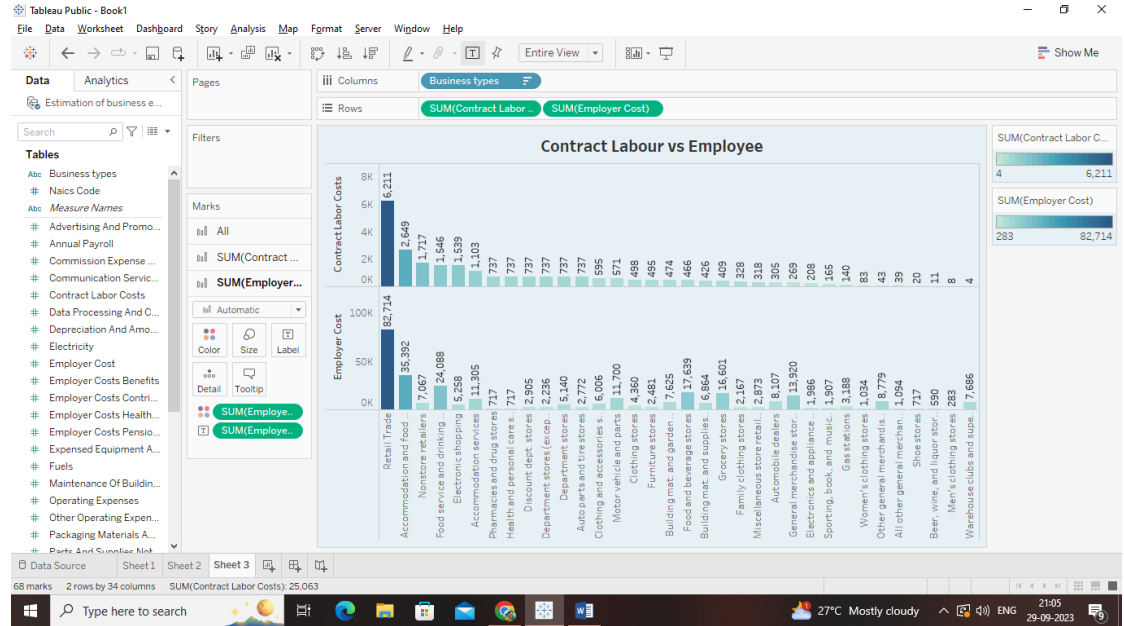 Tableau Public - Book1
File Data Worksheet Dashboard Story Analysis Map Format Server Window Help
Entire View
Show Me
Data Analytics
Estimation of business e...
Search
Tables
Abc Business types
# Naics Code
Abc Measure Names
# Advertising And Promo...
# Annual Payroll
# Commission Expense ...
# Communication Servic...
# Contract Labor Costs
# Data Processing And C...
# Depreciation And Amo...
# Electricity
# Employer Cost
# Employer Costs Benefits
# Employer Costs Contri...
# Employer Costs Health...
# Employer Costs Pensio...
# Expensed Equipment A...
# Fuels
# Maintenance Of Buildin...
# Operating Expenses
# Other Operating Expen...
# Packaging Materials A...
# Parts And Supplies Not
Pages
Filters
Marks
All
SUM(Contract ...
SUM(Employer...
Automatic
Color Size Label
Detail Tooltip
SUM(Employe..
SUM(Employe..
Columns
Business types
Rows
SUM(Contract Labor ..
SUM(Employer Cost)
Contract Labour vs Employee
Contract Labor Costs
8K
6K
4K
2K
0K
6,211 2,649 1,717 1,546 1,539 1,103 737 737 737 737 737 737 595 571 498 495 474 466 426 409 328 318 305 269 208 165 140 83 43 39 20 11 8 4
Employer Cost
100K
50K
0K
82,714 35,392 7,067 24,088 5,258 11,305 717 717 2,905 2,236 5,140 2,772 6,006 11,700 4,360 2,481 7,625 17,639 6,864 16,601 2,167 2,873 8,107 13,920 1,986 1,907 3,188 1,034 8,779 1,094 717 590 283 7,686
Retail Trade
Accommodation and food ..
Nonstore retailers
Food service and drinking ..
Electronic shopping
Accommodation services
Pharmacies and drug stores
Health and personal care s..
Discount dept. stores
Department stores (excep..
Department stores
Auto parts and tire stores
Clothing and accessories s..
Motor vehicle and parts
Clothing stores
Furniture stores
Building mat. and garden ..
Food and beverage stores
Building mat. and supplies..
Grocery stores
Family clothing stores
Miscellaneous store retail..
Automobile dealers
General merchandise stor..
Electronics and appliance..
Sporting, book, and music..
Gas stations
Women's clothing stores
Other general merchandis..
All other general merchan..
Shoe stores
Beer, wine, and liquor stor..
Men's clothing stores
Warehouse clubs and supe..
SUM(Contract Labor C...
4 6,211
SUM(Employer Cost)
283 82,714
Data Source Sheet 1 Sheet 2 Sheet 3
68 marks 2 rows by 34 columns SUM(Contract Labor Costs): 25,063
Type here to search
27°C Mostly cloudy
ENG
21:05
29-09-2023
9